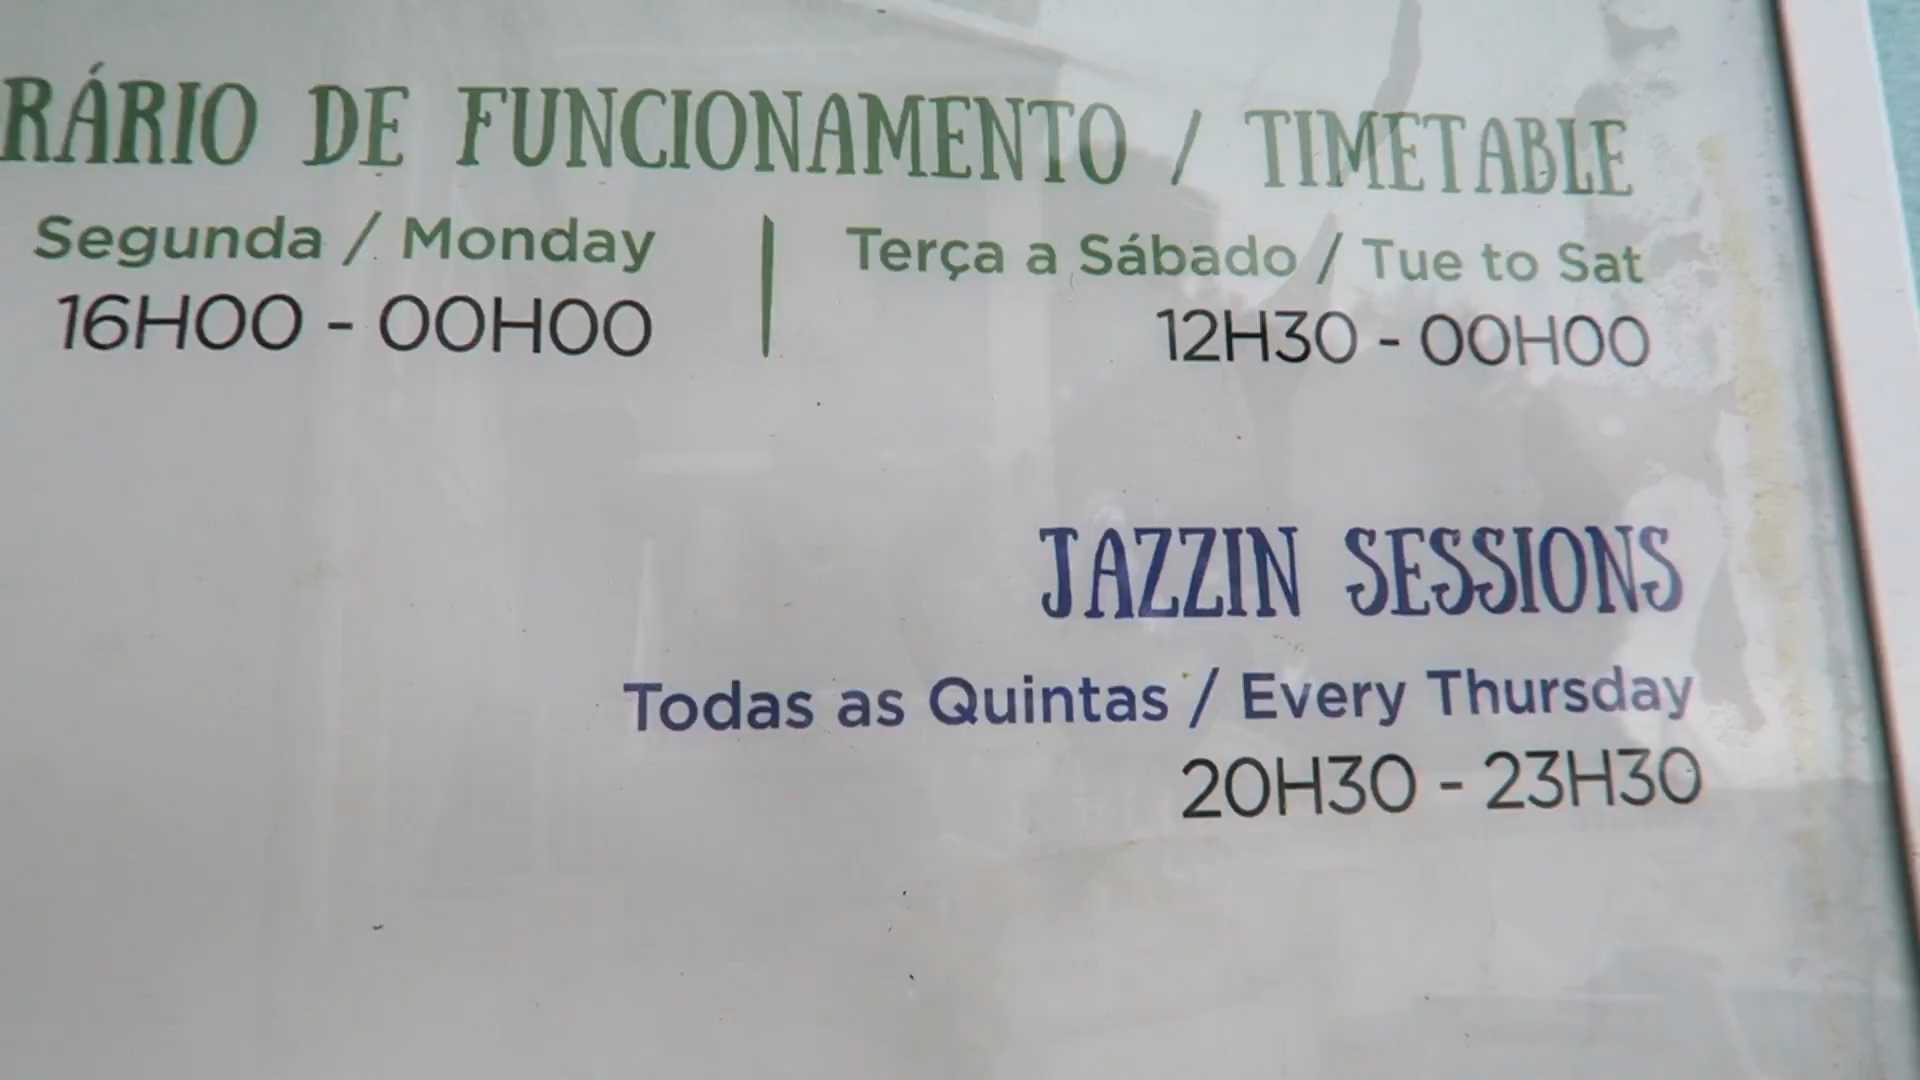 RÁRIO DE FUNCIONAMENTO / TIMETABLE
Segunda / Monday
16H00 - 00H00
Terça a Sábado / Tue to Sat
12H30 - 00H00
JAZZIN SESSIONS
Todas as Quintas / Every Thursday
20H30 - 23H30